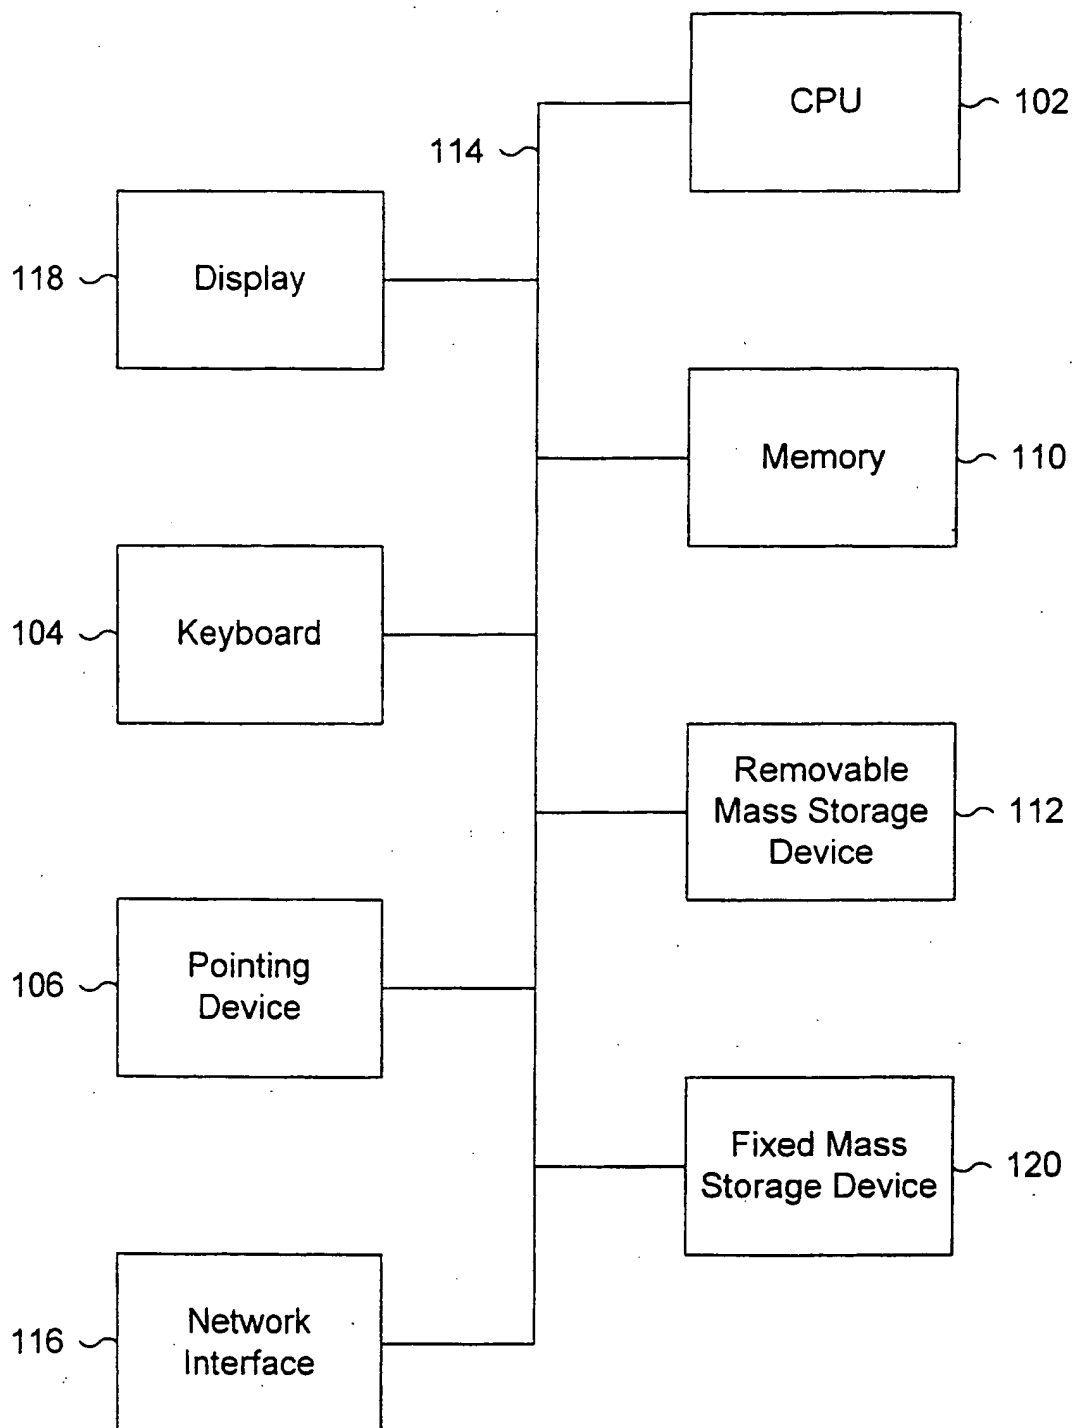 CPU
102
114
118
Display
Memory
110
104
Keyboard
Removable
Mass Storage
Device
112
106
Pointing
Device
Fixed Mass
Storage Device
120
116
Network
Interface